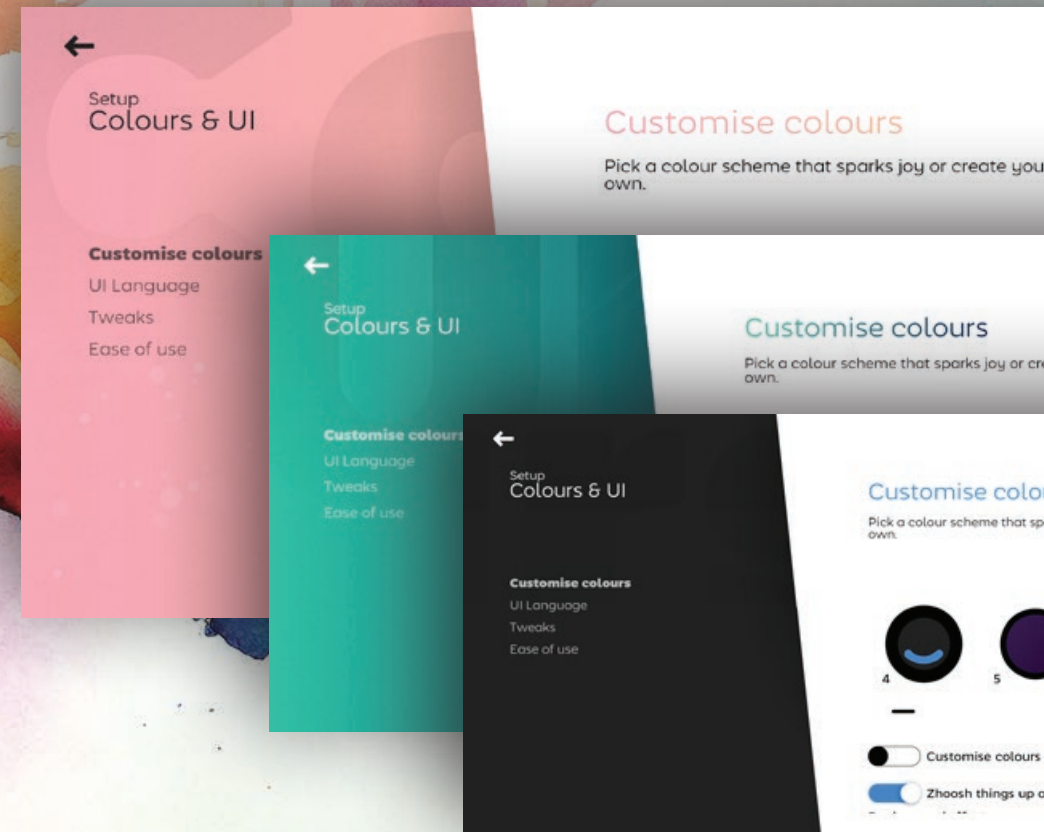 Setup
Colours & UI
Customise colours
UI Language
Tweaks
Ease of use
Customise colours
Pick a colour scheme that sparks joy or create you
own.
Setup
Colours & UI
Customise colours
UI Language
Tweaks
Ease of use
Customise colours
Pick a colour scheme that sparks joy or cre
own.
Setup
Colours & UI
Customise colours
UI Language
Tweaks
Ease of use
Customise colou
Pick a colour scheme that sp
own.
4
5
Customise colours
Zhoosh things up